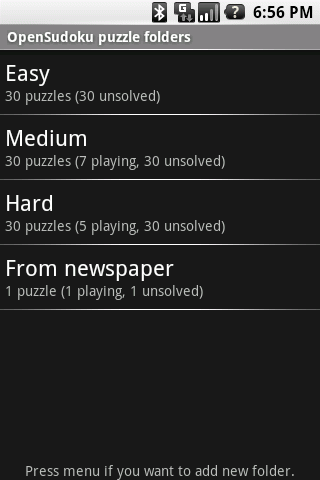 6:56 PM
OpenSudoku puzzle folders
Easy
30 puzzles (30 unsolved)
Medium
30 puzzles (7 playing, 30 unsolved)
Hard
30 puzzles (5 playing, 30 unsolved)
From newspaper
1 puzzle (1 playing, 1 unsolved)
Press menu if you want to add new folder.